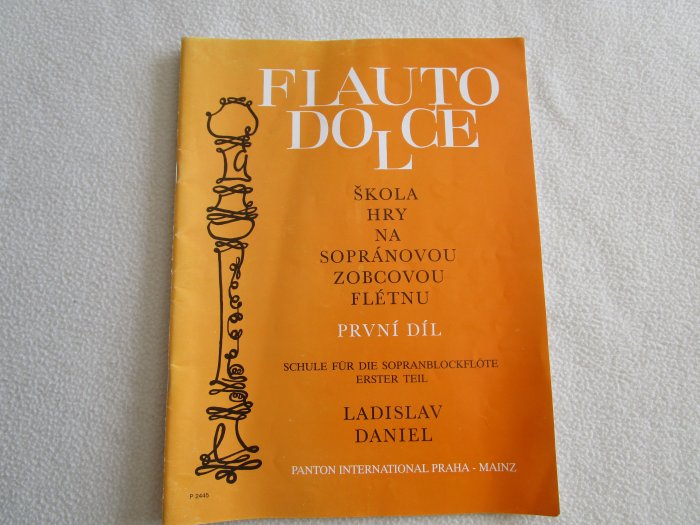 FLAUTO
DOLCE
ŠKOLA
HRY
NA
SOPRÁNOVOU
ZOBCOVOU
FLÉTNU
PRVNÍ DÍL
SCHULE FÜR DIE SOPRANBLOCKFLÖTE
ERSTER TEIL
LADISLAV
DANIEL
PANTON INTERNATIONAL PRAHA - MAINZ
P 2445